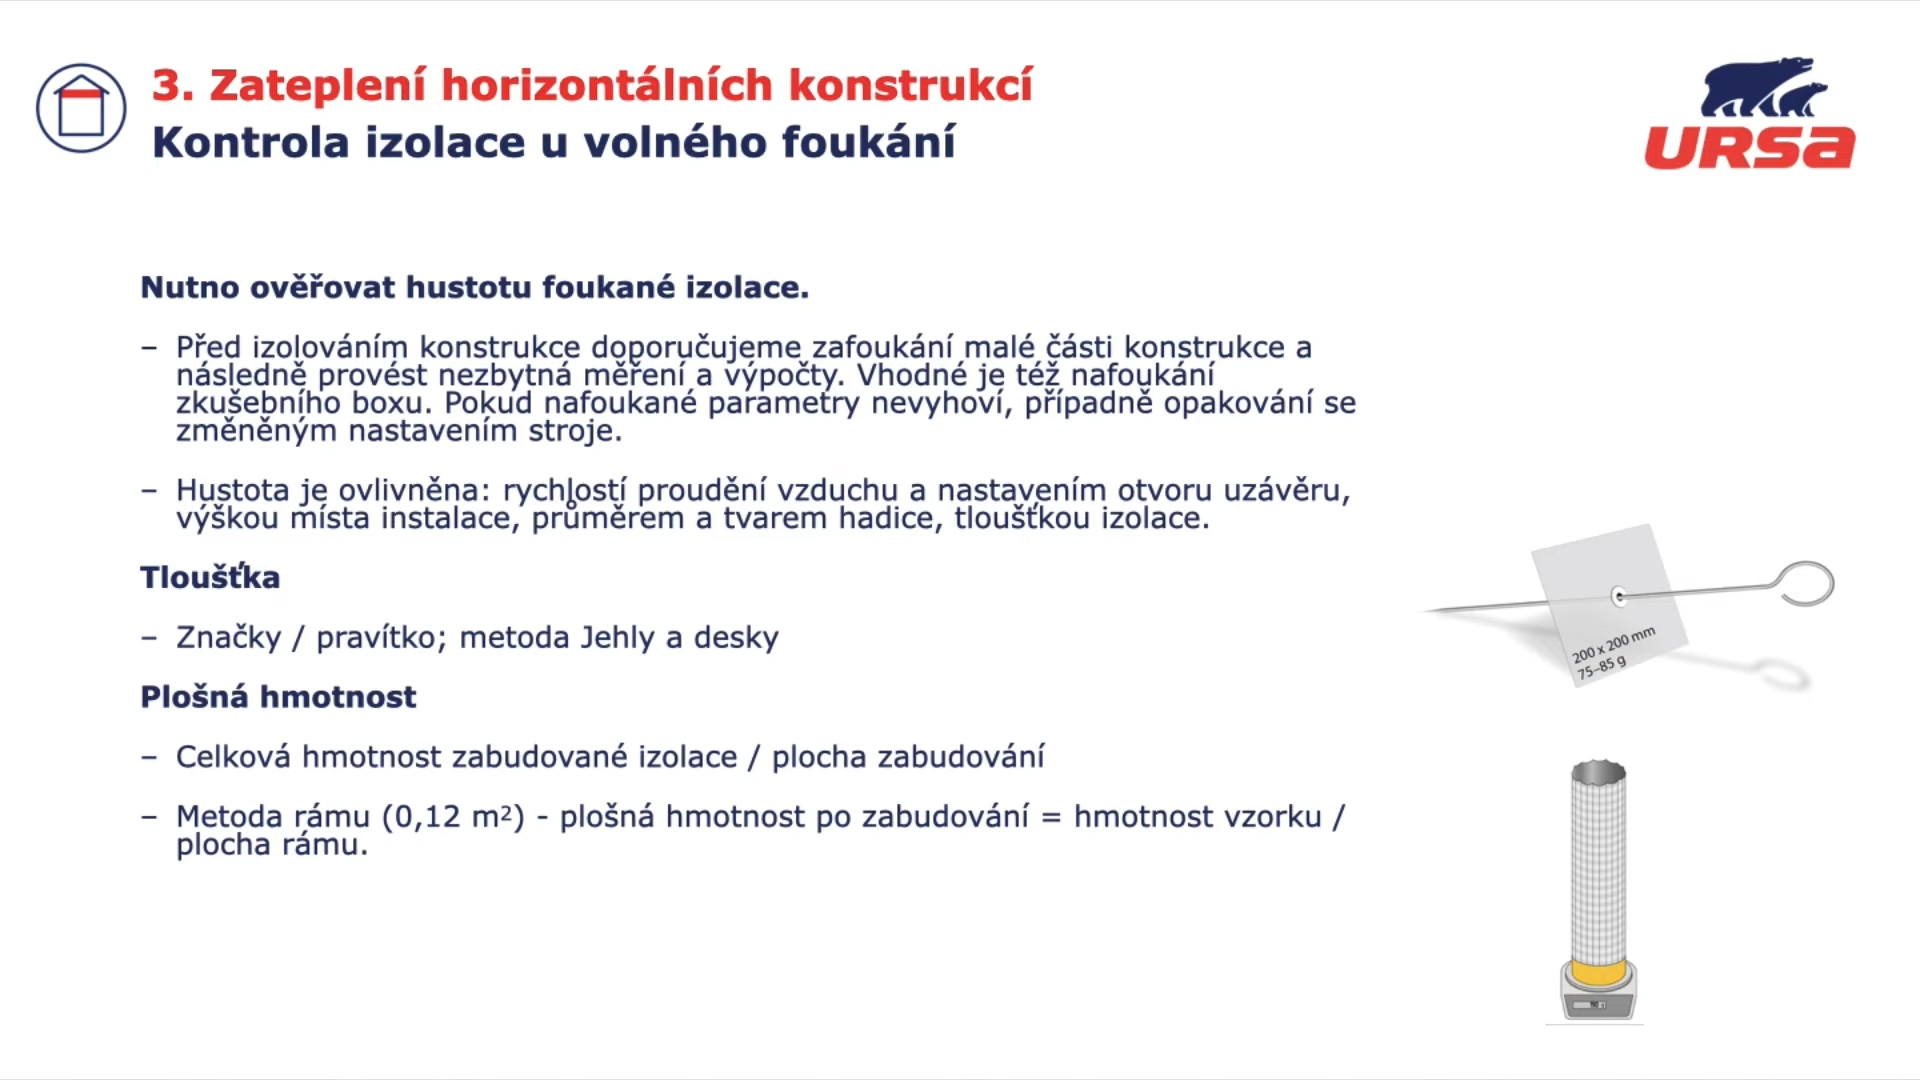 3. Zateplení horizontálních konstrukcí
Kontrola izolace u volného foukání
URSA
Nutno ověřovat hustotu foukané izolace.
– Před izolováním konstrukce doporučujeme zafoukání malé části konstrukce a
následně provést nezbytná měření a výpočty. Vhodné je též nafoukání
zkušebního boxu. Pokud nafoukané parametry nevyhoví, případně opakování se
změněným nastavením stroje.
– Hustota je ovlivněna: rychlostí proudění vzduchu a nastavením otvoru uzávěru,
výškou místa instalace, průměrem a tvarem hadice, tloušťkou izolace.
Tloušťka
– Značky / pravítko; metoda Jehly a desky
Plošná hmotnost
– Celková hmotnost zabudované izolace / plocha zabudování
– Metoda rámu (0,12 m²) - plošná hmotnost po zabudování = hmotnost vzorku /
plocha rámu.
200 x 200 mm
75–85 g